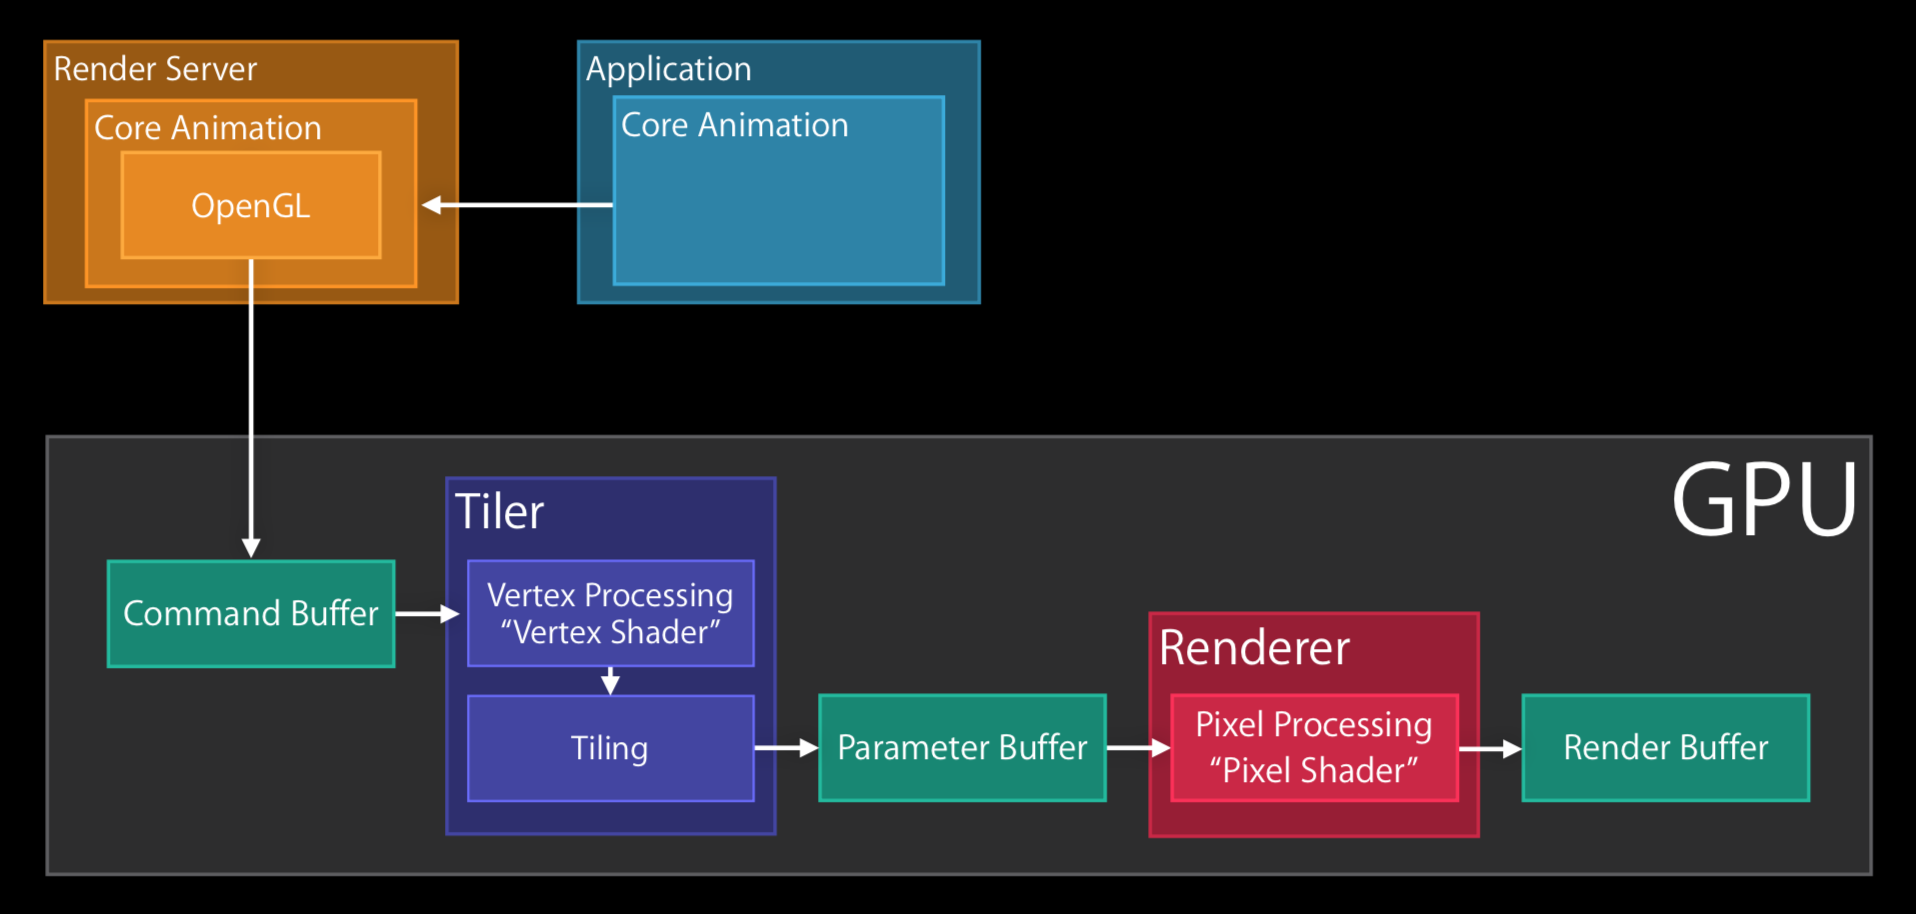 Render Server
Core Animation
OpenGL
Application
Core Animation
GPU
Tiler
Command Buffer
Vertex Processing
“Vertex Shader”
Tiling
Parameter Buffer
Renderer
Pixel Processing
“Pixel Shader”
Render Buffer